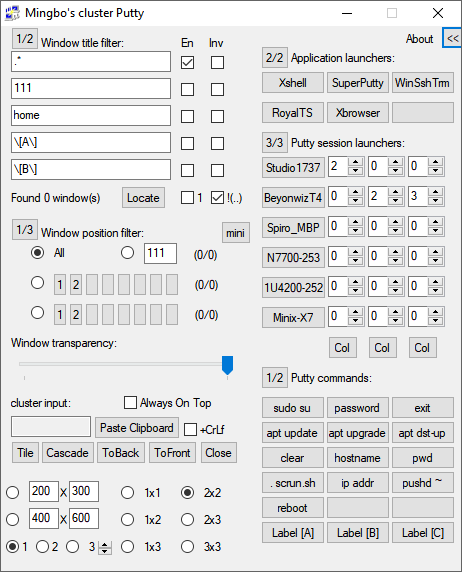 Mingbo's cluster Putty
About <<
1/2 Window title filter: En Inv
.*
111
home
\[A\]
\[B\]
Found 0 window(s) Locate 1 !(..)
1/3 Window position filter: mini
All 111 (0/0)
1 2 (0/0)
1 2 (0/0)
Window transparency:
cluster input: Always On Top
Paste Clipboard +CrLf
Tile Cascade ToBack ToFront Close
200 X 300 1x1 2x2
400 X 600 1x2 2x3
1 2 3 1x3 3x3
2/2 Application launchers:
Xshell SuperPutty WinSshTrm
RoyalTS Xbrowser
3/3 Putty session launchers:
Studio1737 2 0 0
BeyonwizT4 0 2 3
Spiro_MBP 0 0 0
N7700-253 0 0 0
1U4200-252 0 0 0
Minix-X7 0 0 0
Col Col Col
1/2 Putty commands:
sudo su password exit
apt update apt upgrade apt dst-up
clear hostname pwd
. scrun.sh ip addr pushd ~
reboot
Label [A] Label [B] Label [C]